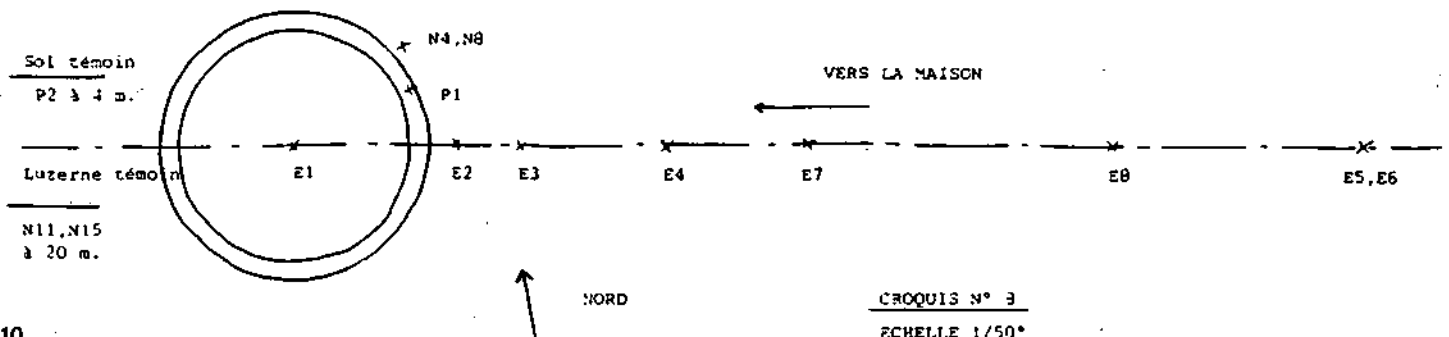 N4,N8
Sol témoin
P2 à 4 m.
P1
VERS LA MAISON
Luzerne témoin
E1
E2
E3
E4
E7
E8
E5,E6
N11,N15
à 20 m.
NORD
CROQUIS N° 3
ECHELLE 1/50°
10